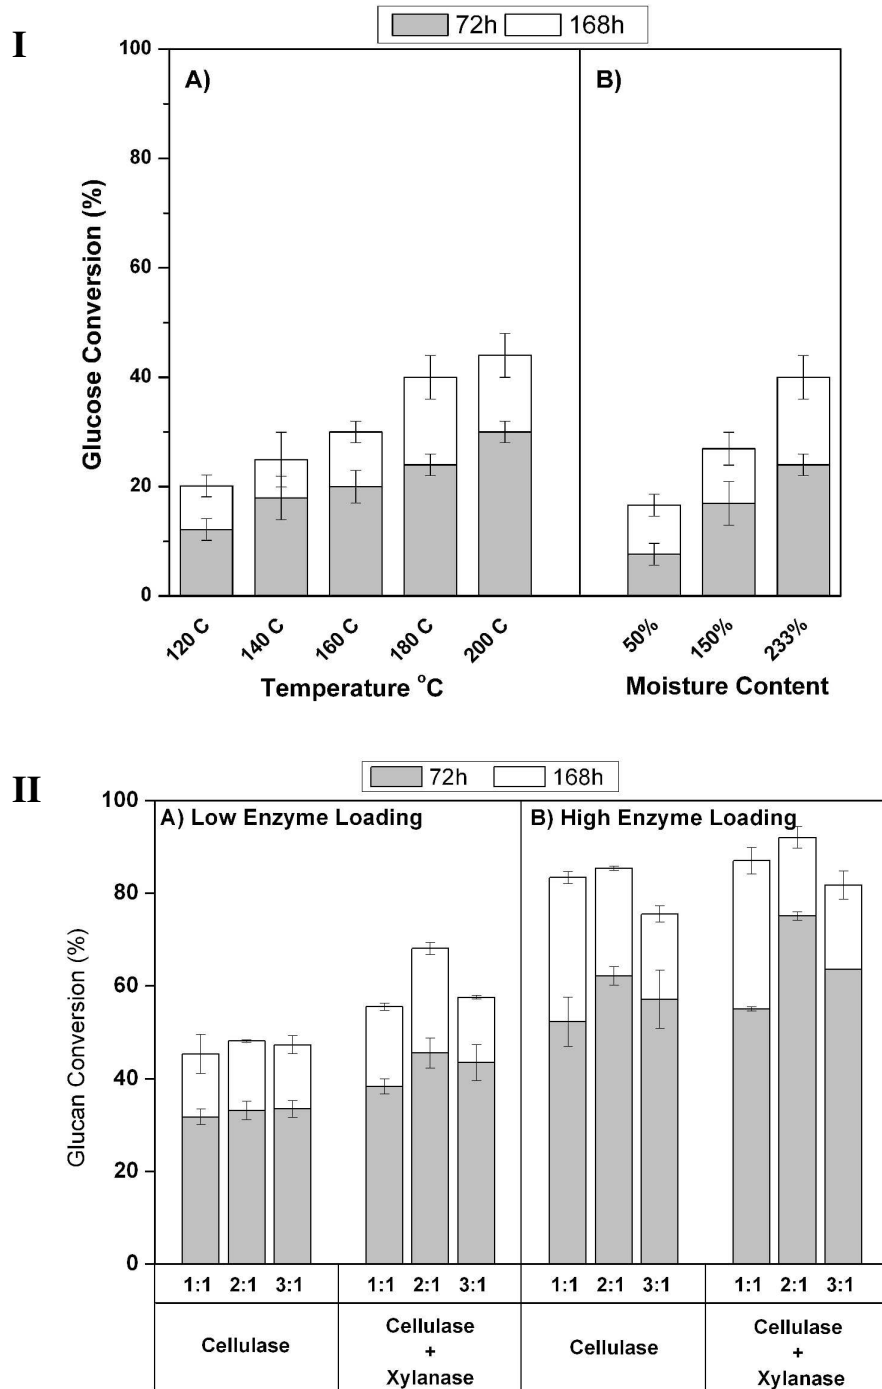 I
72h 168h
A) B)
Glucose Conversion (%)
100
80
60
40
20
0
120 C 140 C 160 C 180 C 200 C 50% 150% 233%
Temperature °C Moisture Content
II
72h 168h
A) Low Enzyme Loading B) High Enzyme Loading
Glucan Conversion (%)
100
80
60
40
20
0
1:1 2:1 3:1 1:1 2:1 3:1 1:1 2:1 3:1 1:1 2:1 3:1
Cellulase Cellulase + Xylanase Cellulase Cellulase + Xylanase